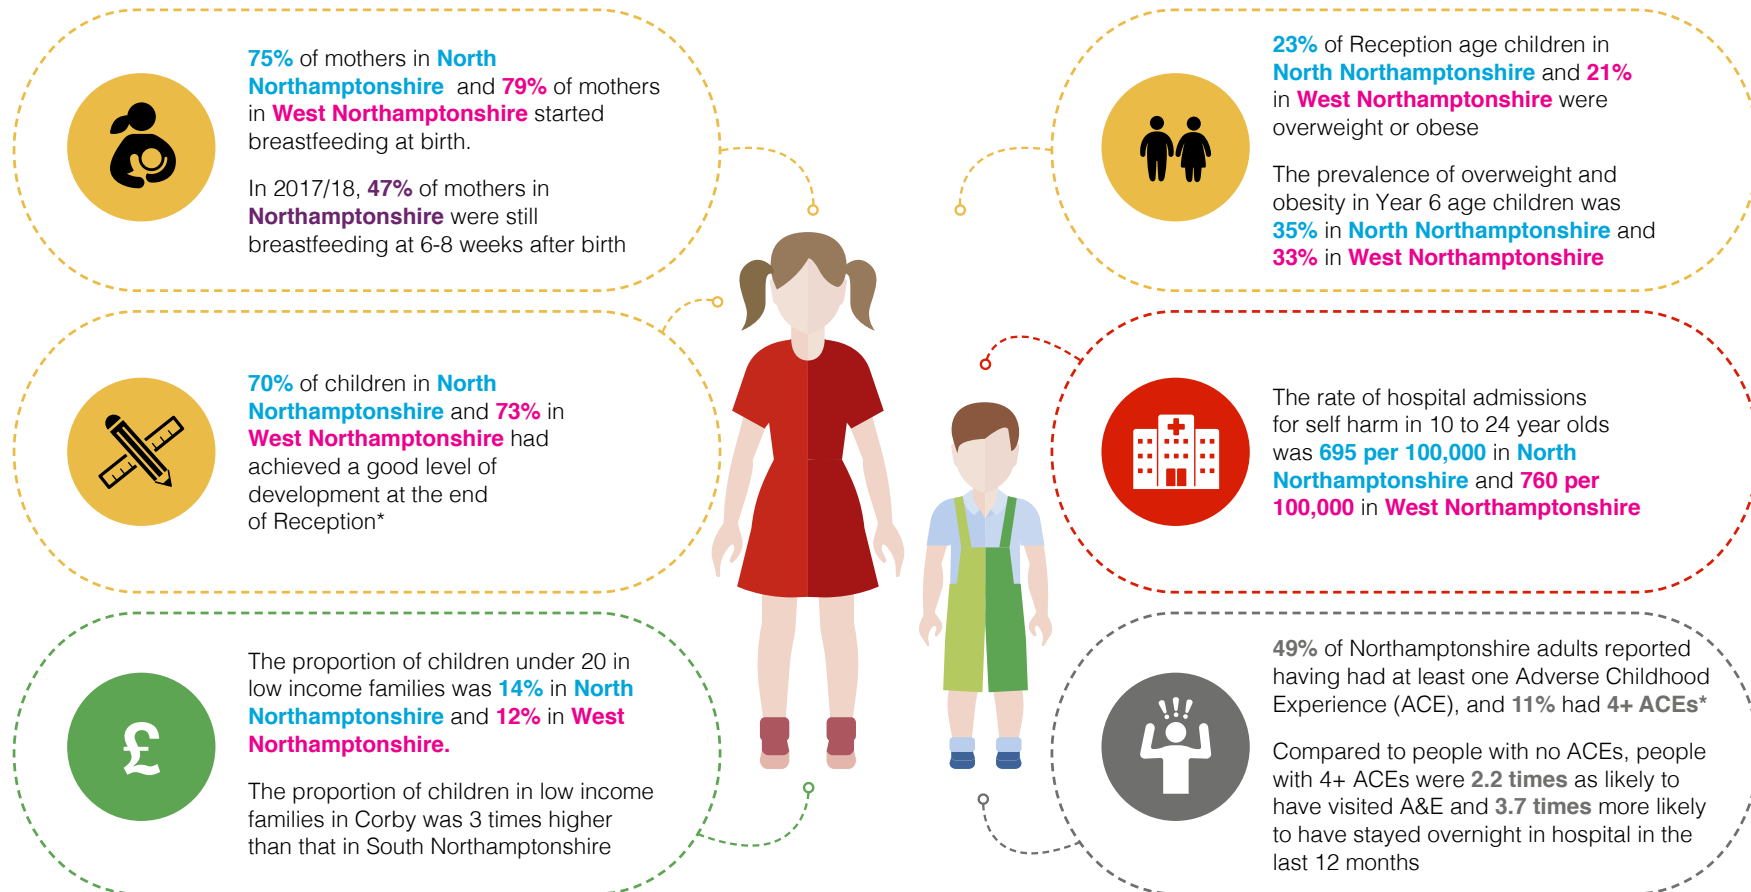 75% of mothers in North
Northamptonshire and 79% of mothers
in West Northamptonshire started
breastfeeding at birth.
In 2017/18, 47% of mothers in
Northamptonshire were still
breastfeeding at 6-8 weeks after birth
23% of Reception age children in
North Northamptonshire and 21%
in West Northamptonshire were
overweight or obese
The prevalence of overweight and
obesity in Year 6 age children was
35% in North Northamptonshire and
33% in West Northamptonshire
70% of children in North
Northamptonshire and 73% in
West Northamptonshire had
achieved a good level of
development at the end
of Reception*
The rate of hospital admissions
for self harm in 10 to 24 year olds
was 695 per 100,000 in North
Northamptonshire and 760 per
100,000 in West Northamptonshire
£
The proportion of children under 20 in
low income families was 14% in North
Northamptonshire and 12% in West
Northamptonshire.
The proportion of children in low income
families in Corby was 3 times higher
than that in South Northamptonshire
49% of Northamptonshire adults reported
having had at least one Adverse Childhood
Experience (ACE), and 11% had 4+ ACEs*
Compared to people with no ACEs, people
with 4+ ACEs were 2.2 times as likely to
have visited A&E and 3.7 times more likely
to have stayed overnight in hospital in the
last 12 months